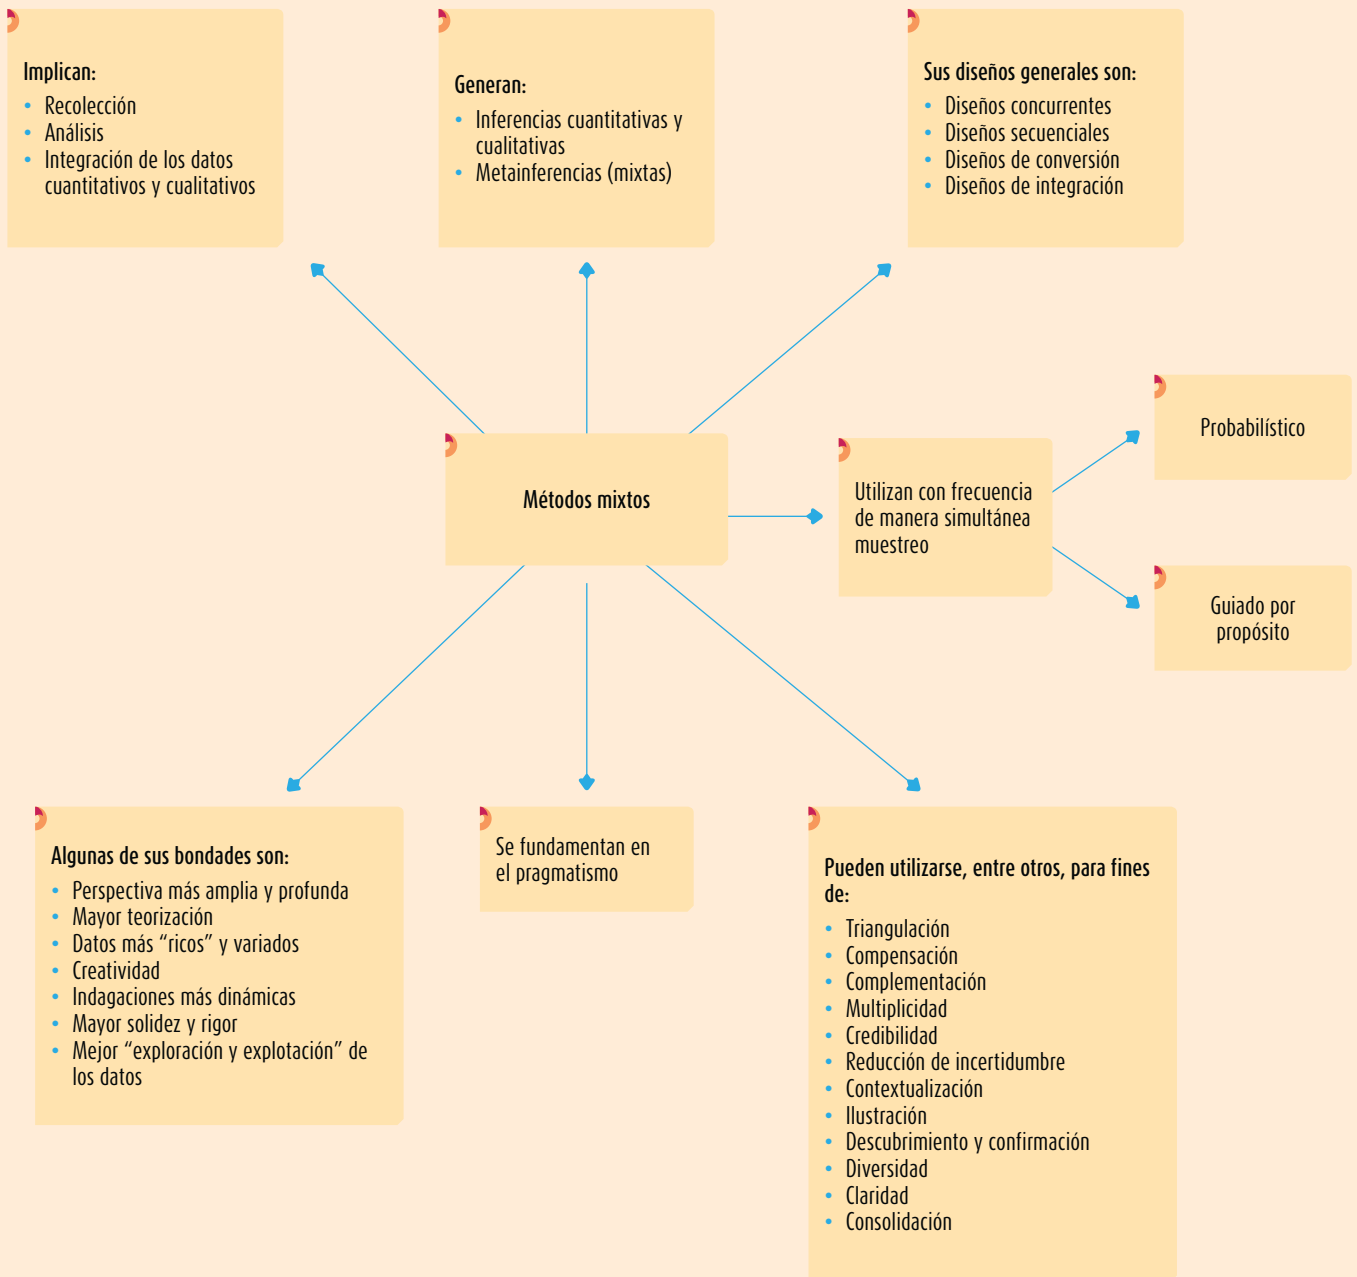 Implican:
• Recolección
• Análisis
• Integración de los datos
cuantitativos y cualitativos
Generan:
• Inferencias cuantitativas y
cualitativas
• Metainferencias (mixtas)
Sus diseños generales son:
• Diseños concurrentes
• Diseños secuenciales
• Diseños de conversión
• Diseños de integración
Métodos mixtos
Utilizan con frecuencia
de manera simultánea
muestreo
Probabilístico
Guiado por
propósito
Algunas de sus bondades son:
• Perspectiva más amplia y profunda
• Mayor teorización
• Datos más “ricos” y variados
• Creatividad
• Indagaciones más dinámicas
• Mayor solidez y rigor
• Mejor “exploración y explotación” de
los datos
Se fundamentan en
el pragmatismo
Pueden utilizarse, entre otros, para fines
de:
• Triangulación
• Compensación
• Complementación
• Multiplicidad
• Credibilidad
• Reducción de incertidumbre
• Contextualización
• Ilustración
• Descubrimiento y confirmación
• Diversidad
• Claridad
• Consolidación